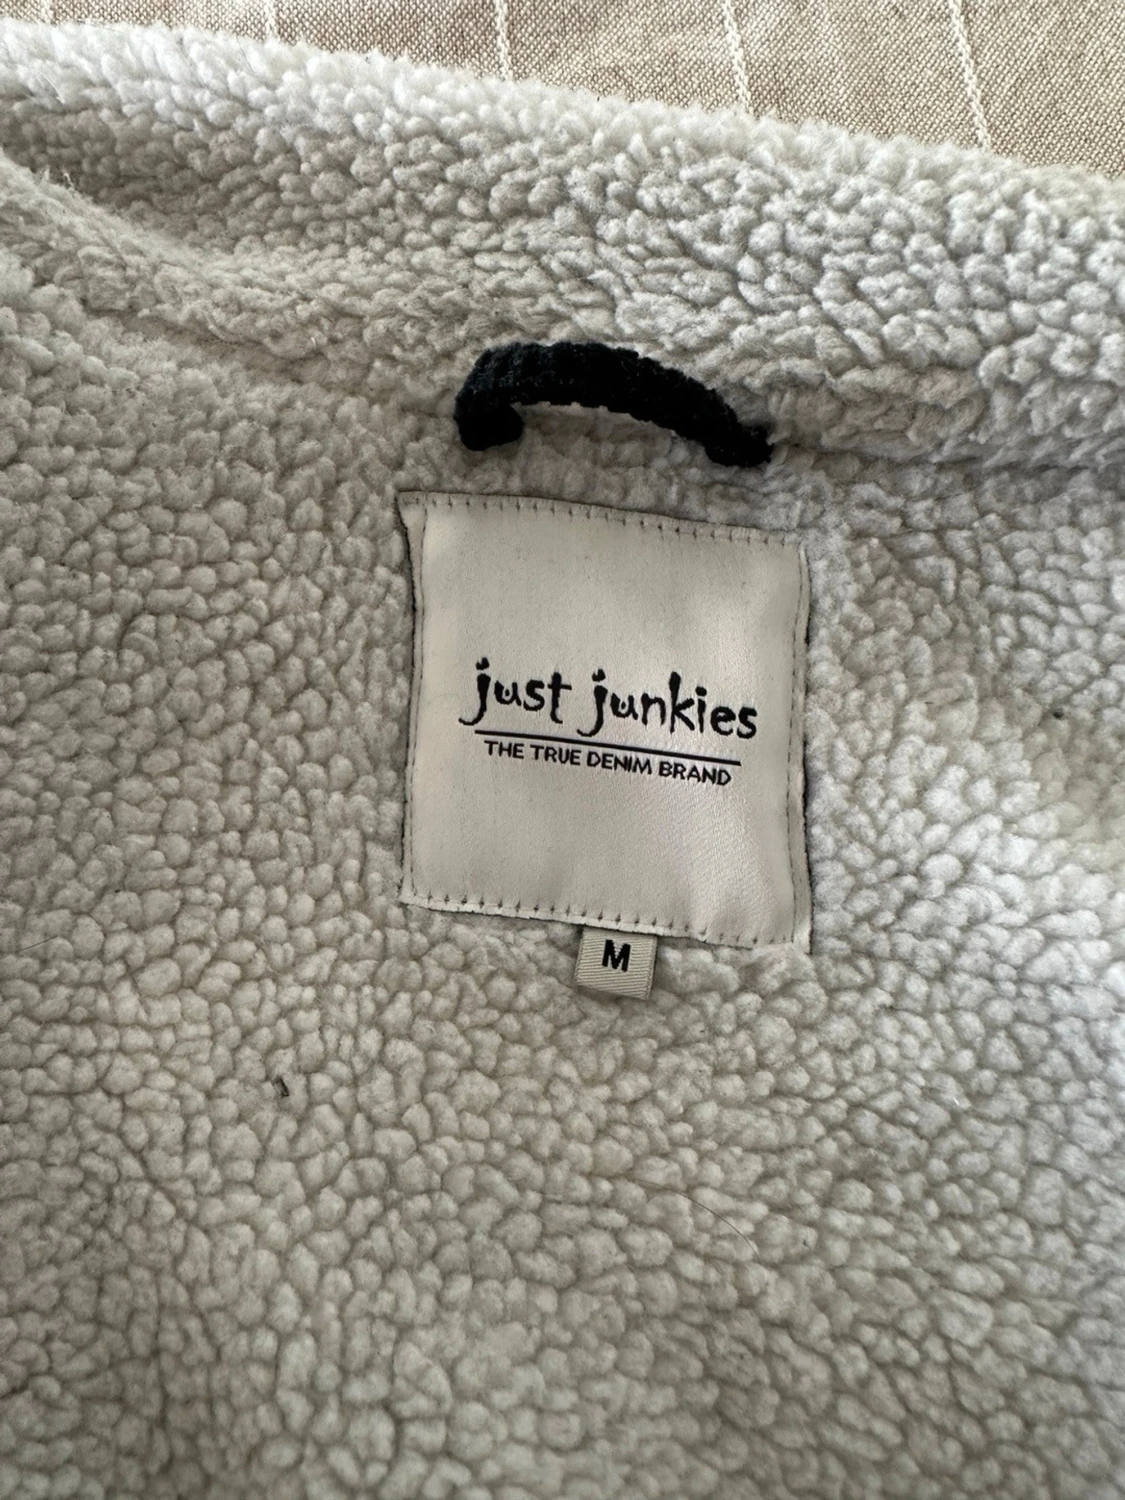 just junkies
THE TRUE DENIM BRAND
M